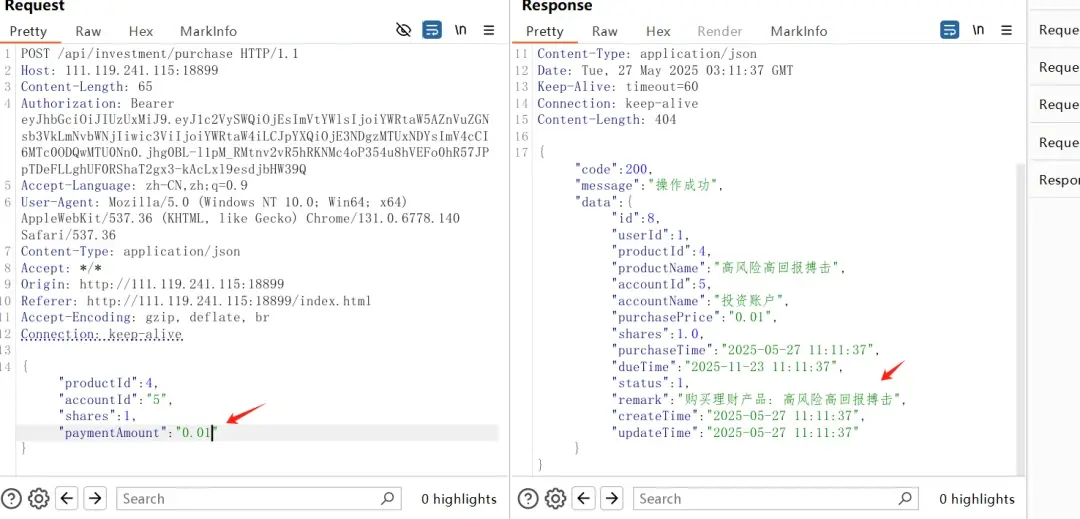 Request
Pretty Raw Hex MarkInfo
\n
1 POST /api/investment/purchase HTTP/1.1
2 Host: 111.119.241.115:18899
3 Content-Length: 65
4 Authorization: Bearer
6 User-Agent: Mozilla/5.0 (Windows NT 10.0; Win64; x64)
AppleWebKit/537.36 (KHTML, like Gecko) Chrome/131.0.6778.140
Safari/537.36
5 Accept-Language: zh-CN,zh;q=0.9
7 Content-Type: application/json
8 Accept: */*
9 Origin: http://111.119.241.115:18899
10 Referer: http://111.119.241.115:18899/index.html
11 Accept-Encoding: gzip, deflate, br
12 Connection: keep-alive
13
14 {
"productId":4,
"accountId":"5",
"shares":1,
"paymentAmount":"0.01"
}
Search
0 highlights
Response
Pretty Raw Hex Render MarkInfo
\n
11 Content-Type: application/json
12 Date: Tue, 27 May 2025 03:11:37 GMT
13 Keep-Alive: timeout=60
14 Connection: keep-alive
15 Content-Length: 404
16
17
{
"code":200,
"message":"操作成功",
"data":{
"id":8,
"userId":1,
"productId":4,
"productName":"高风险高回报搏击",
"accountId":5,
"accountName":"投资账户",
"purchasePrice":"0.01",
"shares":1.0,
"purchaseTime":"2025-05-27 11:11:37",
"dueTime":"2025-11-23 11:11:37",
"status":1,
"remark":"购买理财产品: 高风险高回报搏击",
"createTime":"2025-05-27 11:11:37",
"updateTime":"2025-05-27 11:11:37"
}
}
Search
0 highlights
Reque
Reque
Reque
Reque
Respor